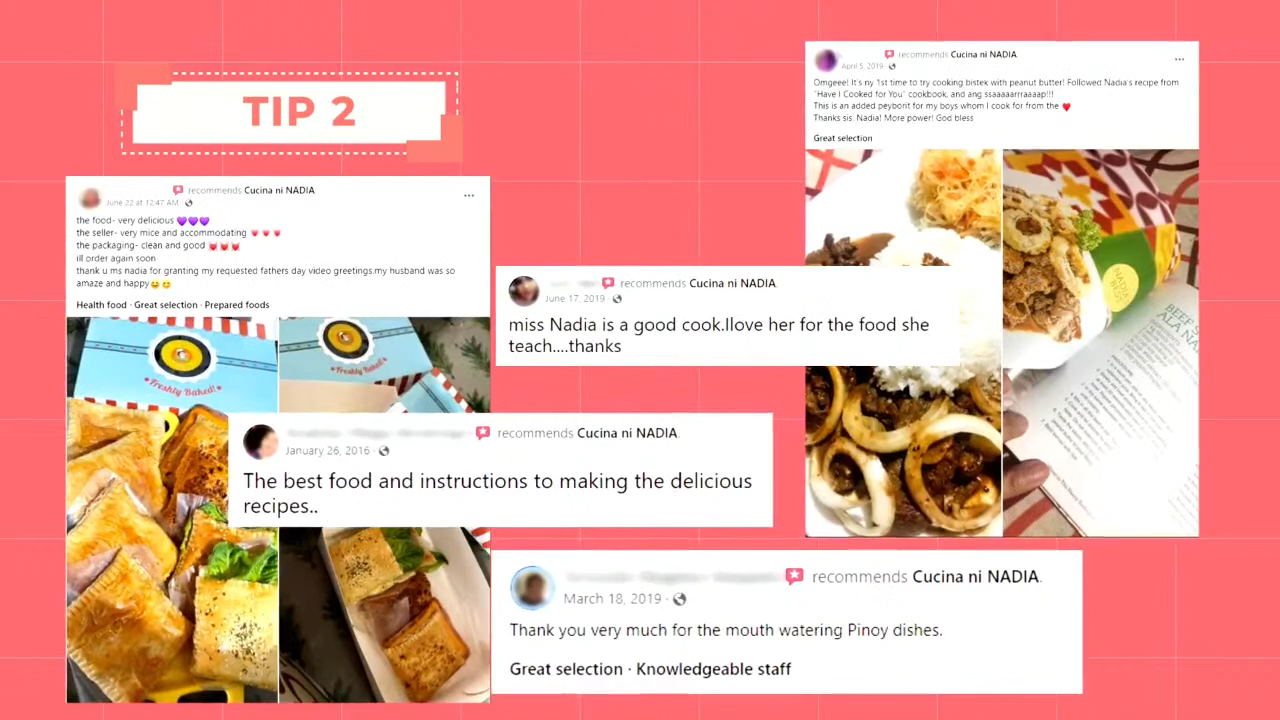 TIP 2
recommends Cucina ni NADIA
June 22 at 12:47 AM
the food- very delicious 💜💜💜
the seller- very mice and accommodating
the packaging- clean and good
ill order again soon
thank u ms nadia for granting my requested fathers day video greetings.my husband was so
amaze and happy😄😋
Health food · Great selection · Prepared foods
Freshly Baked!
Freshly Baked!
recommends Cucina ni NADIA
April 5, 2019
Omgeee! It's ny 1st time to try cooking bistek with peanut butter! Followed Nadia's recipe from
"Have I Cooked for You" cookbook, and ang ssaaaaarrraaaap!!!
This is an added peyborit for my boys whom I cook for from the ♥
Thanks sis. Nadia! More power! God bless
Great selection
recommends Cucina ni NADIA.
June 17, 2019
miss Nadia is a good cook.Ilove her for the food she
teach....thanks
NADIA
BEST
recommends Cucina ni NADIA.
January 26, 2016
The best food and instructions to making the delicious
recipes..
recommends Cucina ni NADIA.
March 18, 2019
Thank you very much for the mouth watering Pinoy dishes.
Great selection · Knowledgeable staff